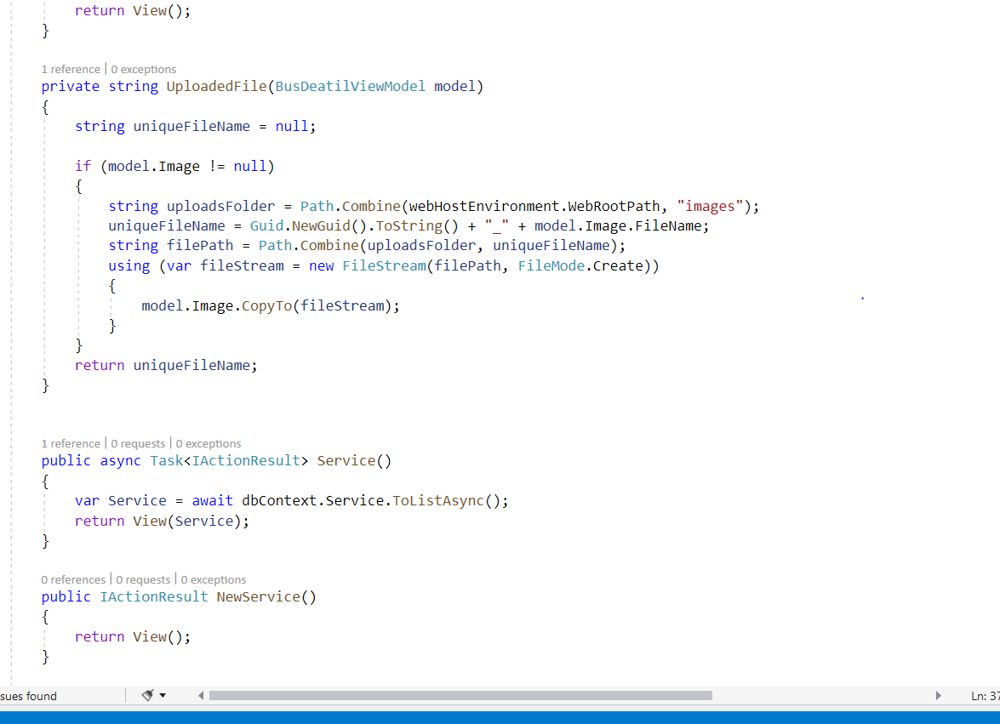 return View();
}
1 reference | 0 exceptions
private string UploadedFile(BusDeatilViewModel model)
{
string uniqueFileName = null;
if (model.Image != null)
{
string uploadsFolder = Path.Combine(webHostEnvironment.WebRootPath, "images");
uniqueFileName = Guid.NewGuid().ToString() + "_" + model.Image.FileName;
string filePath = Path.Combine(uploadsFolder, uniqueFileName);
using (var fileStream = new FileStream(filePath, FileMode.Create))
{
model.Image.CopyTo(fileStream);
}
}
return uniqueFileName;
}
1 reference | 0 requests | 0 exceptions
public async Task<IActionResult> Service()
{
var Service = await dbContext.Service.ToListAsync();
return View(Service);
}
0 references | 0 requests | 0 exceptions
public IActionResult NewService()
{
return View();
}
sues found Ln: 37